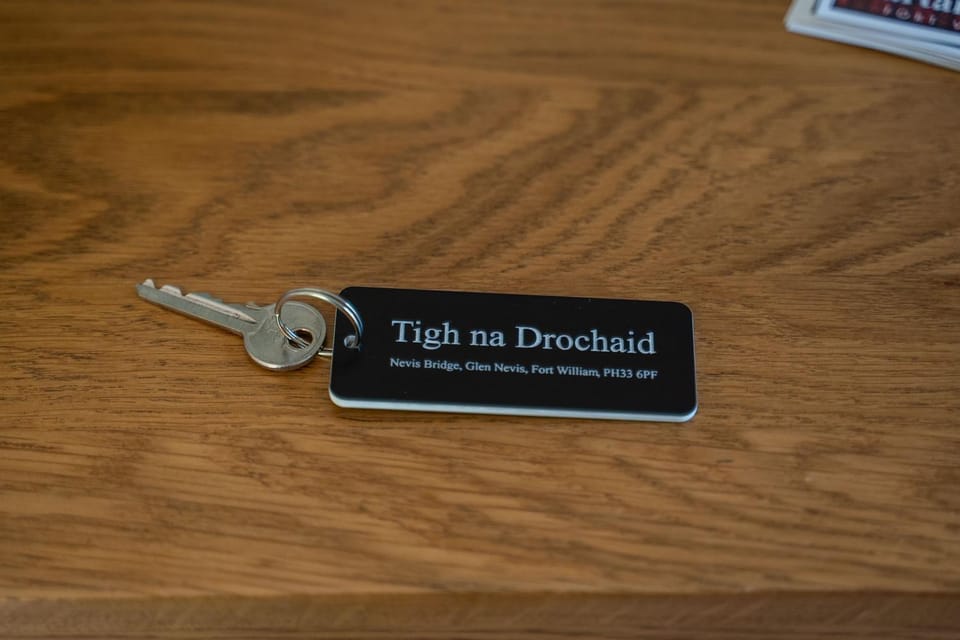 Tigh na Drochaid
Nevis Bridge, Glen Nevis, Fort William, PH33 6PF